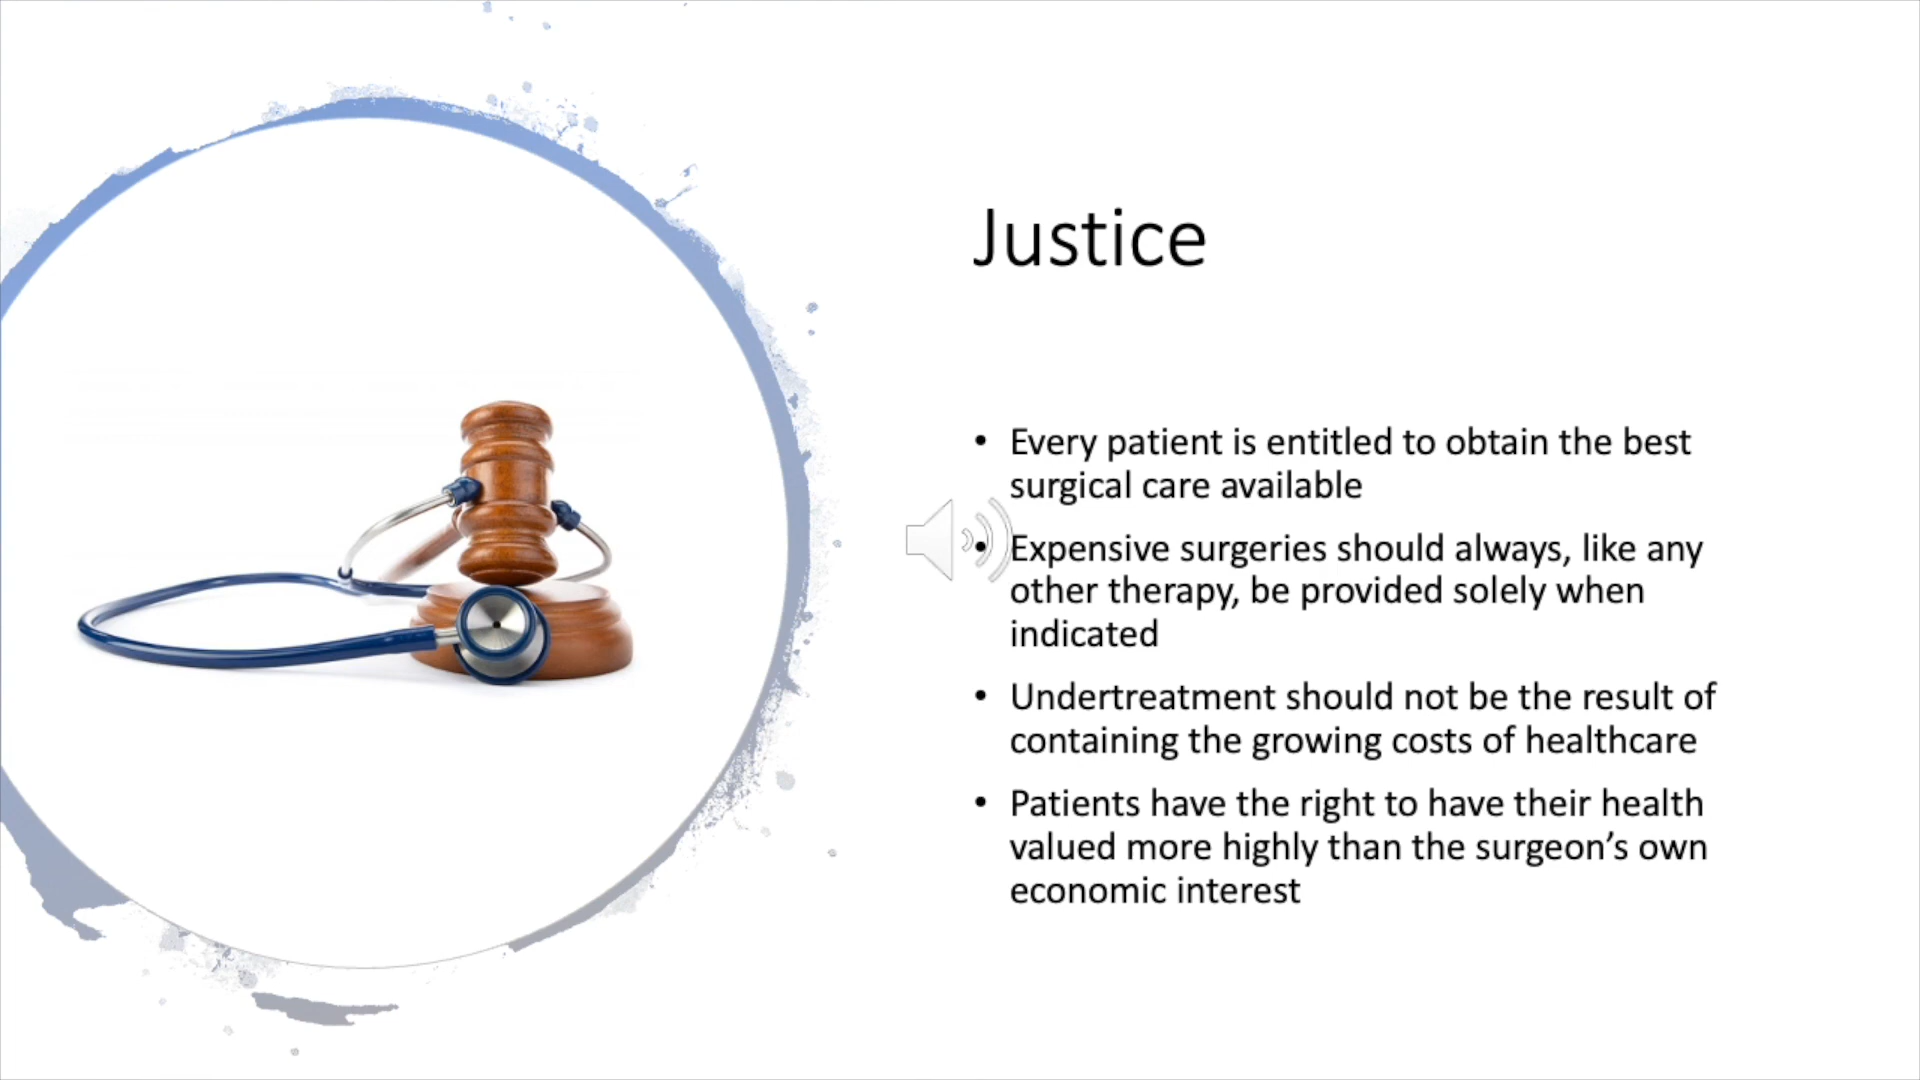 Justice
• Every patient is entitled to obtain the best
surgical care available
• Expensive surgeries should always, like any
other therapy, be provided solely when
indicated
• Undertreatment should not be the result of
containing the growing costs of healthcare
• Patients have the right to have their health
valued more highly than the surgeon’s own
economic interest